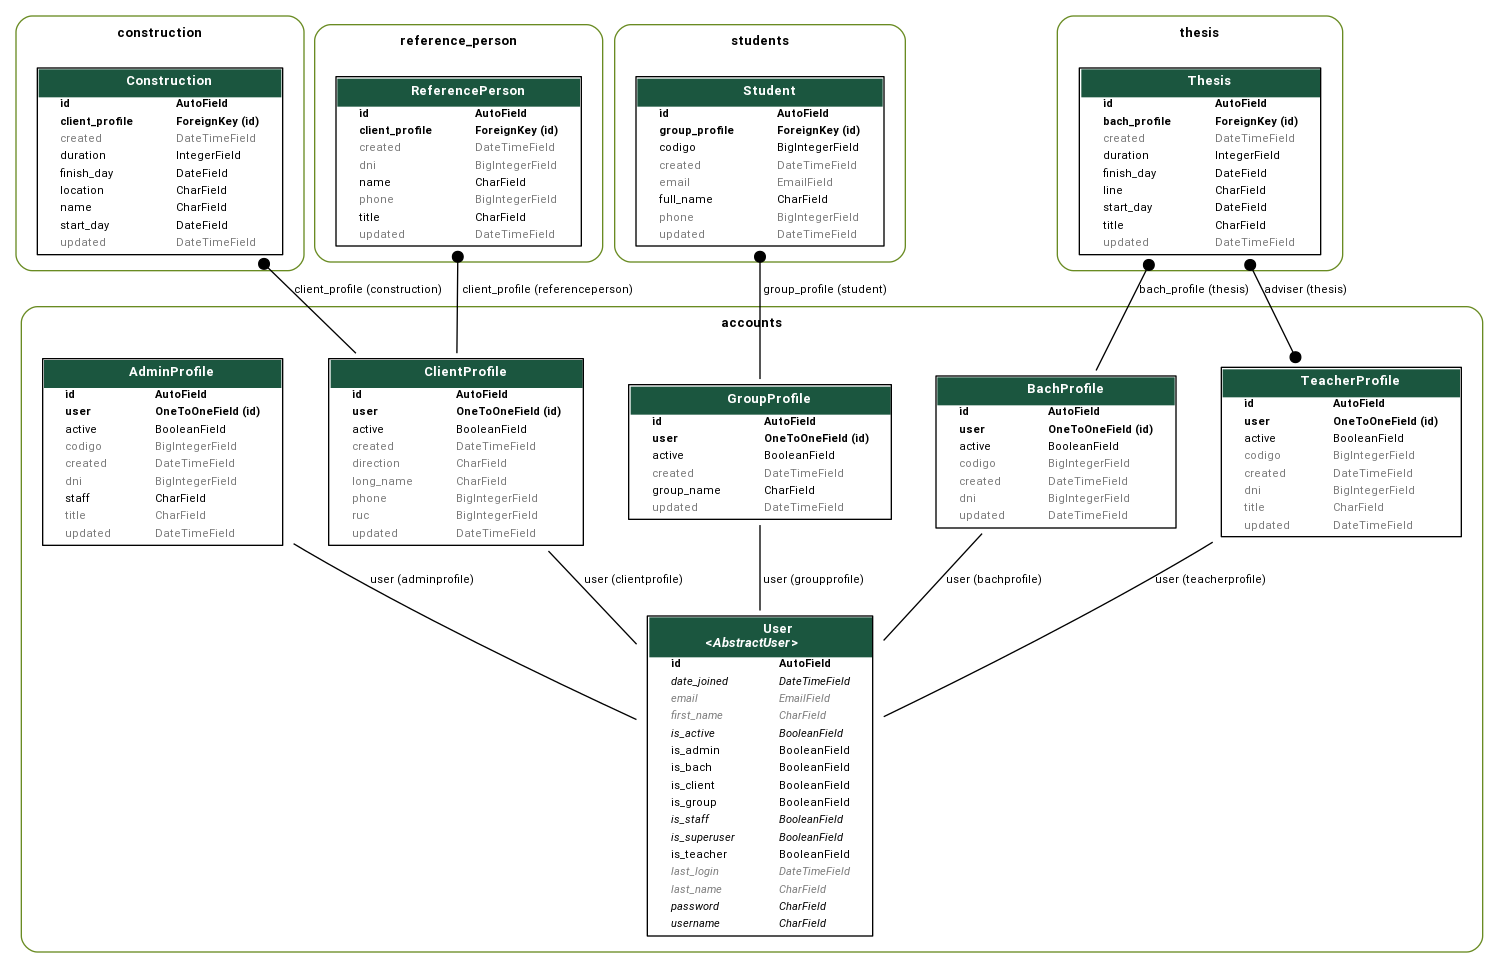 construction
Construction
id AutoField
client_profile ForeignKey (id)
created DateTimeField
duration IntegerField
finish_day DateField
location CharField
name CharField
start_day DateField
updated DateTimeField
reference_person
ReferencePerson
id AutoField
client_profile ForeignKey (id)
created DateTimeField
dni BigIntegerField
name CharField
phone BigIntegerField
title CharField
updated DateTimeField
students
Student
id AutoField
group_profile ForeignKey (id)
codigo BigIntegerField
created DateTimeField
email EmailField
full_name CharField
phone BigIntegerField
updated DateTimeField
thesis
Thesis
id AutoField
bach_profile ForeignKey (id)
created DateTimeField
duration IntegerField
finish_day DateField
line CharField
start_day DateField
title CharField
updated DateTimeField
client_profile (construction)
client_profile (referenceperson)
group_profile (student)
bach_profile (thesis)
adviser (thesis)
accounts
AdminProfile
id AutoField
user OneToOneField (id)
active BooleanField
codigo BigIntegerField
created DateTimeField
dni BigIntegerField
staff CharField
title CharField
updated DateTimeField
ClientProfile
id AutoField
user OneToOneField (id)
active BooleanField
created DateTimeField
direction CharField
long_name CharField
phone BigIntegerField
ruc BigIntegerField
updated DateTimeField
GroupProfile
id AutoField
user OneToOneField (id)
active BooleanField
created DateTimeField
group_name CharField
updated DateTimeField
BachProfile
id AutoField
user OneToOneField (id)
active BooleanField
codigo BigIntegerField
created DateTimeField
dni BigIntegerField
updated DateTimeField
TeacherProfile
id AutoField
user OneToOneField (id)
active BooleanField
codigo BigIntegerField
created DateTimeField
dni BigIntegerField
title CharField
updated DateTimeField
user (adminprofile)
user (clientprofile)
user (groupprofile)
user (bachprofile)
user (teacherprofile)
User
<AbstractUser>
id AutoField
date_joined DateTimeField
email EmailField
first_name CharField
is_active BooleanField
is_admin BooleanField
is_bach BooleanField
is_client BooleanField
is_group BooleanField
is_staff BooleanField
is_superuser BooleanField
is_teacher BooleanField
last_login DateTimeField
last_name CharField
password CharField
username CharField